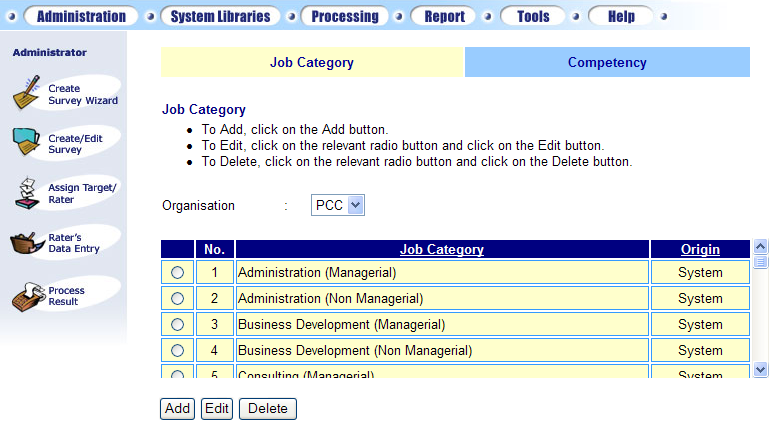 Administration System Libraries Processing Report Tools Help
Administrator
Create
Survey Wizard
Create/Edit
Survey
Assign Target/
Rater
Rater's
Data Entry
Process
Result
Job Category Competency
Job Category
• To Add, click on the Add button.
• To Edit, click on the relevant radio button and click on the Edit button.
• To Delete, click on the relevant radio button and click on the Delete button.
Organisation : PCC
No. Job Category Origin
1 Administration (Managerial) System
2 Administration (Non Managerial) System
3 Business Development (Managerial) System
4 Business Development (Non Managerial) System
5 Consulting (Managerial) System
Add Edit Delete